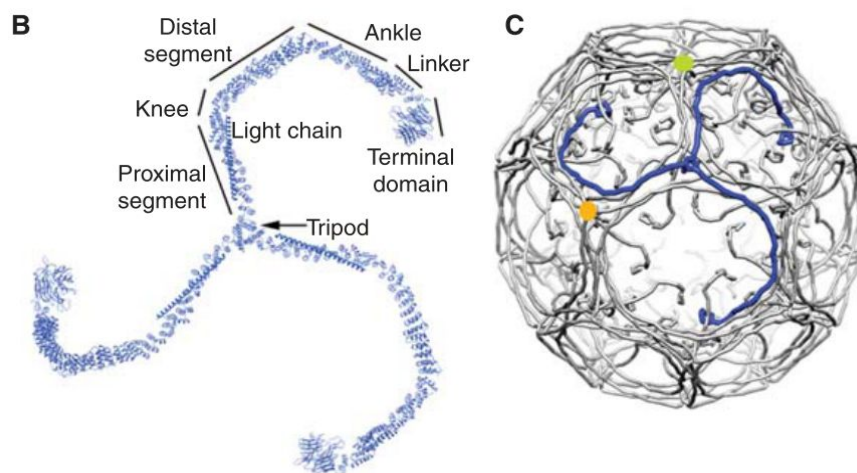 B
Distal
segment
Ankle
Linker
Knee
Light chain
Terminal
domain
Proximal
segment
Tripod
C